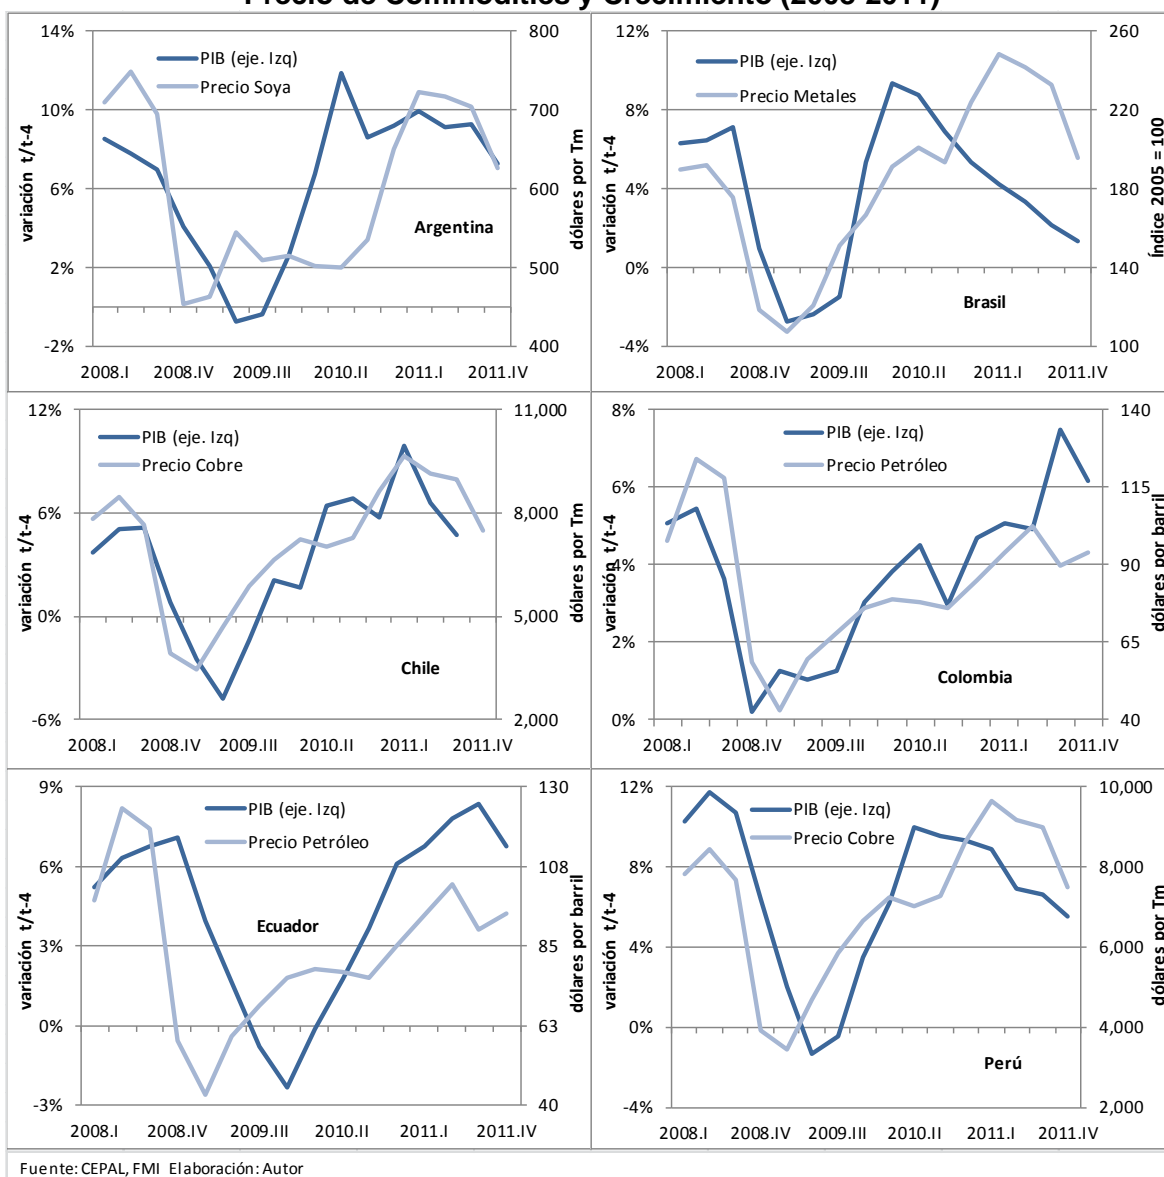 Precio de Commodities y Crecimiento (2008-2011)
14%
10%
6%
2%
-2%
variación t/t-4
PIB (eje. Izq)
Precio Soya
Argentina
800
700
600
500
400
dólares por Tm
2008.I 2008.IV 2009.III 2010.II 2011.I 2011.IV
12%
8%
4%
0%
-4%
variación t/t-4
PIB (eje. Izq)
Precio Metales
Brasil
260
220
180
140
100
Índice 2005 = 100
2008.I 2008.IV 2009.III 2010.II 2011.I 2011.IV
12%
6%
0%
-6%
variación t/t-4
PIB (eje. Izq)
Precio Cobre
Chile
11,000
8,000
5,000
2,000
dólares por Tm
2008.I 2008.IV 2009.III 2010.II 2011.I 2011.IV
8%
6%
4%
2%
0%
variación t/t-4
PIB (eje. Izq)
Precio Petróleo
Colombia
140
115
90
65
40
dólares por barril
2008.I 2008.IV 2009.III 2010.II 2011.I 2011.IV
9%
6%
3%
0%
-3%
variación t/t-4
PIB (eje. Izq)
Precio Petróleo
Ecuador
130
108
85
63
40
dólares por barril
2008.I 2008.IV 2009.III 2010.II 2011.I 2011.IV
12%
8%
4%
0%
-4%
variación t/t-4
PIB (eje. Izq)
Precio Cobre
Perú
10,000
8,000
6,000
4,000
2,000
dólares por Tm
2008.I 2008.IV 2009.III 2010.II 2011.I 2011.IV
Fuente: CEPAL, FMI Elaboración: Autor